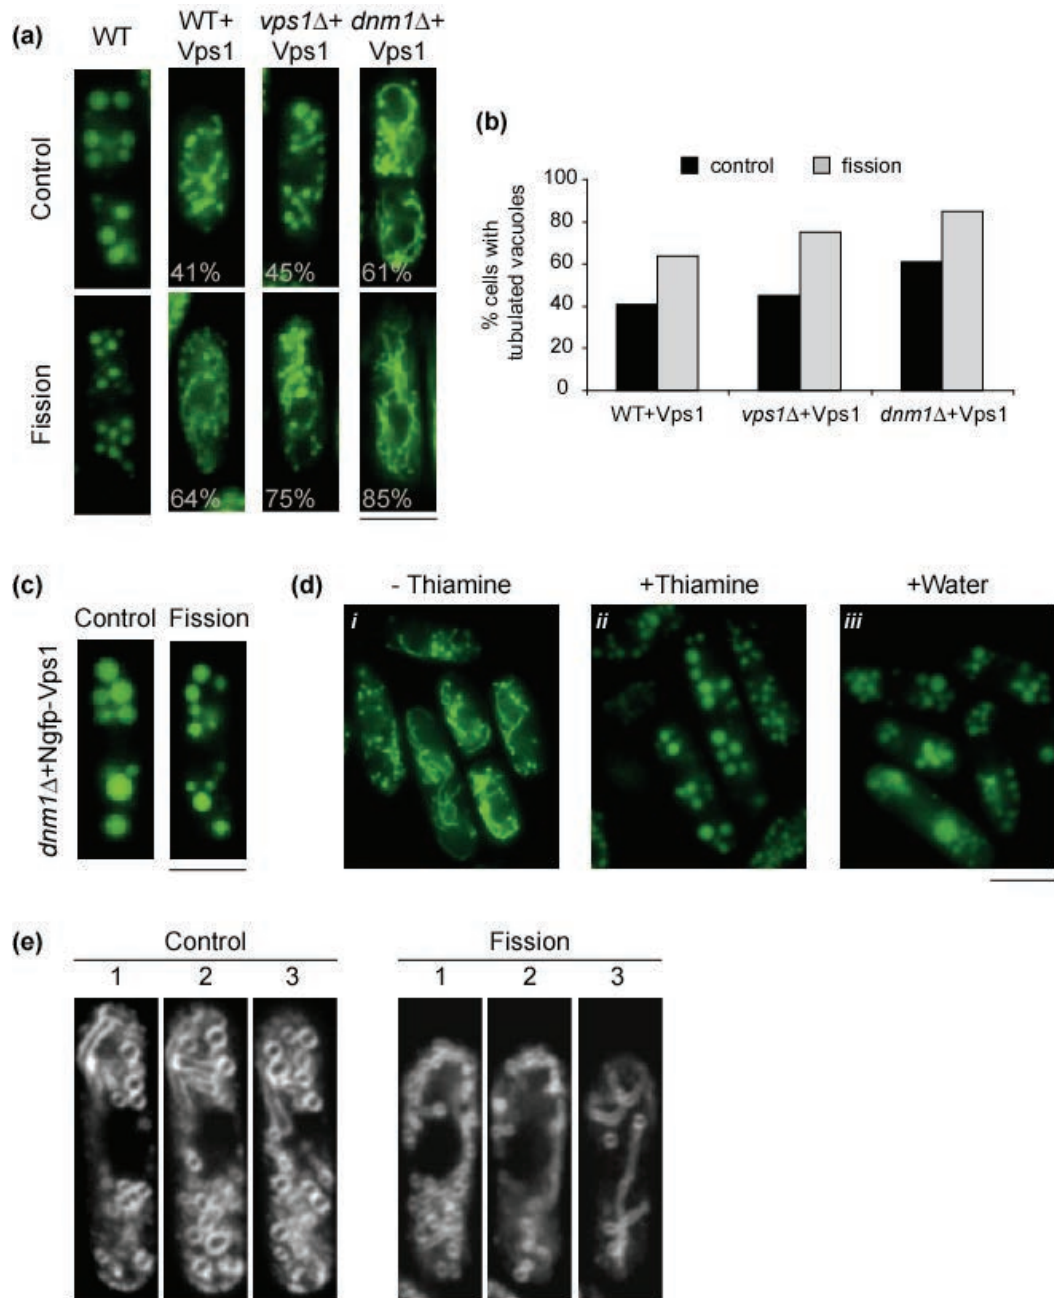 (a)
WT
WT+ Vps1
vps1Δ+ Vps1
dnm1Δ+ Vps1
Control
41%
45%
61%
Fission
64%
75%
85%
(b)
control
fission
% cells with
tubulated vacuoles
100
80
60
40
20
0
WT+Vps1
vps1Δ+Vps1
dnm1Δ+Vps1
(c)
Control
Fission
dnm1Δ+Ngfp-Vps1
(d)
- Thiamine
+Thiamine
+Water
i
ii
iii
(e)
Control
Fission
1
2
3
1
2
3